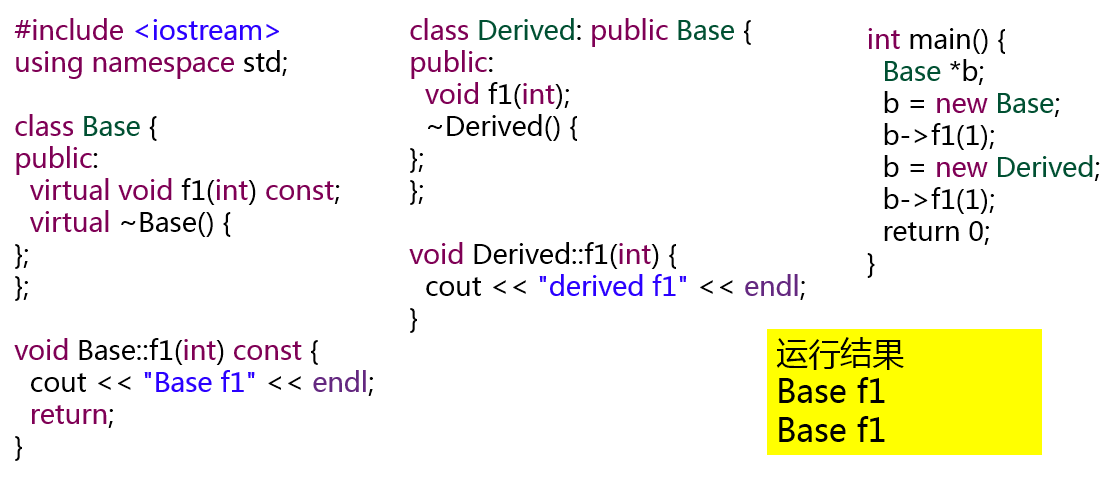 #include <iostream>
using namespace std;
class Base {
public:
virtual void f1(int) const;
virtual ~Base() {
};
};
void Base::f1(int) const {
cout << "Base f1" << endl;
return;
}
class Derived: public Base {
public:
void f1(int);
~Derived() {
};
};
void Derived::f1(int) {
cout << "derived f1" << endl;
}
int main() {
Base *b;
b = new Base;
b->f1(1);
b = new Derived;
b->f1(1);
return 0;
}
运行结果
Base f1
Base f1